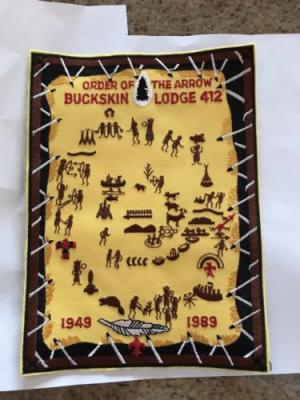 ORDER OF THE ARROW
BUCKSKIN LODGE 412
1949 1989